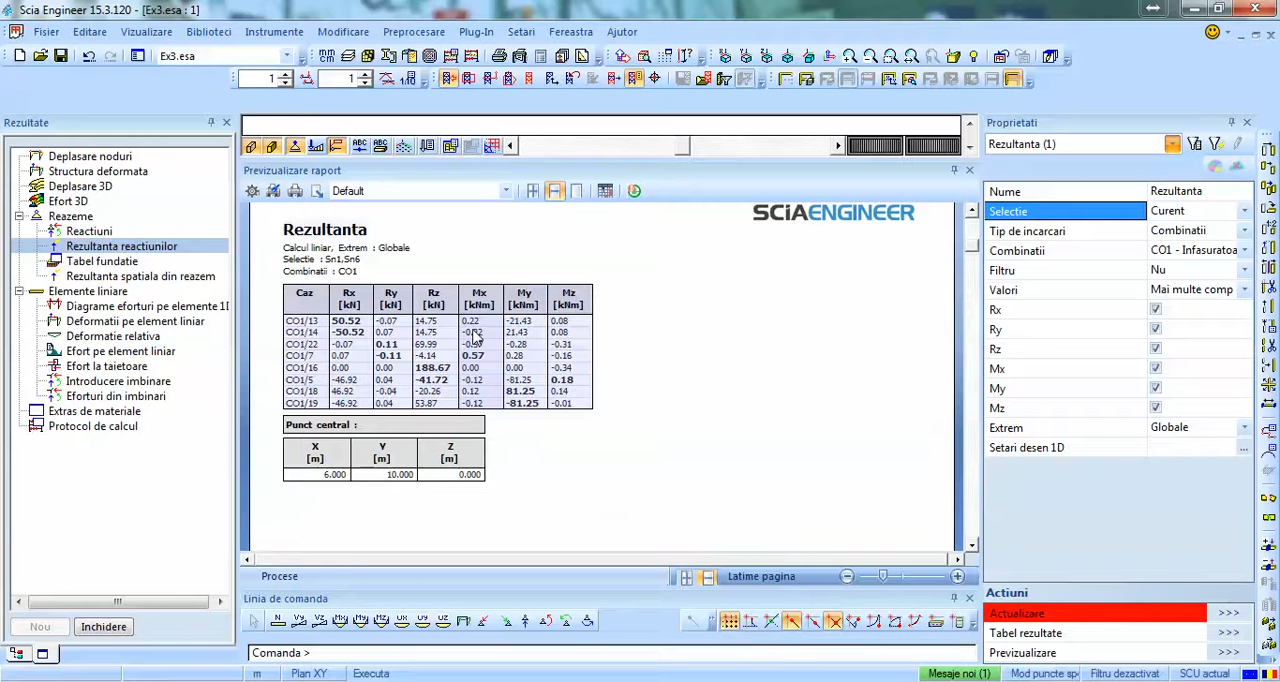 Scia Engineer 15.3.120 - [Ex3.esa : 1]
Fisier Editare Vizualizare Biblioteci Instrumente Modificare Preprocesare Plug-In Setari Fereastra Ajutor
Ex3.esa
1 1
Rezultate
Deplasare noduri
Structura deformata
Deplasare 3D
Efort 3D
Reazeme
Reactiuni
Rezultanta reactiunilor
Tabel fundatie
Rezultanta spatiala din reazem
Elemente liniare
Diagrame eforturi pe elemente 1D
Deformatii pe element liniar
Deformatie relativa
Efort pe element liniar
Efort la taietoare
Introducere imbinare
Eforturi din imbinari
Extras de materiale
Protocol de calcul
Nou Inchidere
Previzualizare raport
Default
SCiAENGINEER
Rezultanta
Calcul liniar, Extrem : Globale
Selectie : Sn1,Sn6
Combinatii : CO1
Caz Rx [kN] Ry [kN] Rz [kN] Mx [kNm] My [kNm] Mz [kNm]
CO1/13 50.52 -0.07 14.75 0.22 -21.43 0.08
CO1/14 -50.52 0.07 14.75 21.43 0.08
CO1/22 -0.07 0.11 69.99 -0.28 -0.31
CO1/7 0.07 -0.11 -4.14 0.57 0.28 -0.16
CO1/16 0.00 0.00 188.67 0.00 0.00 -0.34
CO1/5 -46.92 0.04 -41.72 -0.12 -81.25 0.18
CO1/18 46.92 -0.04 -20.26 0.12 81.25 0.14
CO1/19 -46.92 0.04 53.87 -0.12 -81.25 -0.01
Punct central :
X [m] Y [m] Z [m]
6.000 10.000 0.000
Procese
Latime pagina
Linia de comanda
Comanda >
Proprietati
Rezultanta (1)
Nume Rezultanta
Selectie Curent
Tip de incarcari Combinatii
Combinatii CO1 - Infasuratoa
Filtru Nu
Valori Mai multe comp
Rx
Ry
Rz
Mx
My
Mz
Extrem Globale
Setari desen 1D ...
Actiuni
Actualizare >>>
Tabel rezultate >>>
Previzualizare >>>
m Plan XY Executa Mesaje noi (1) Mod puncte sp Filtru dezactivat SCU actual